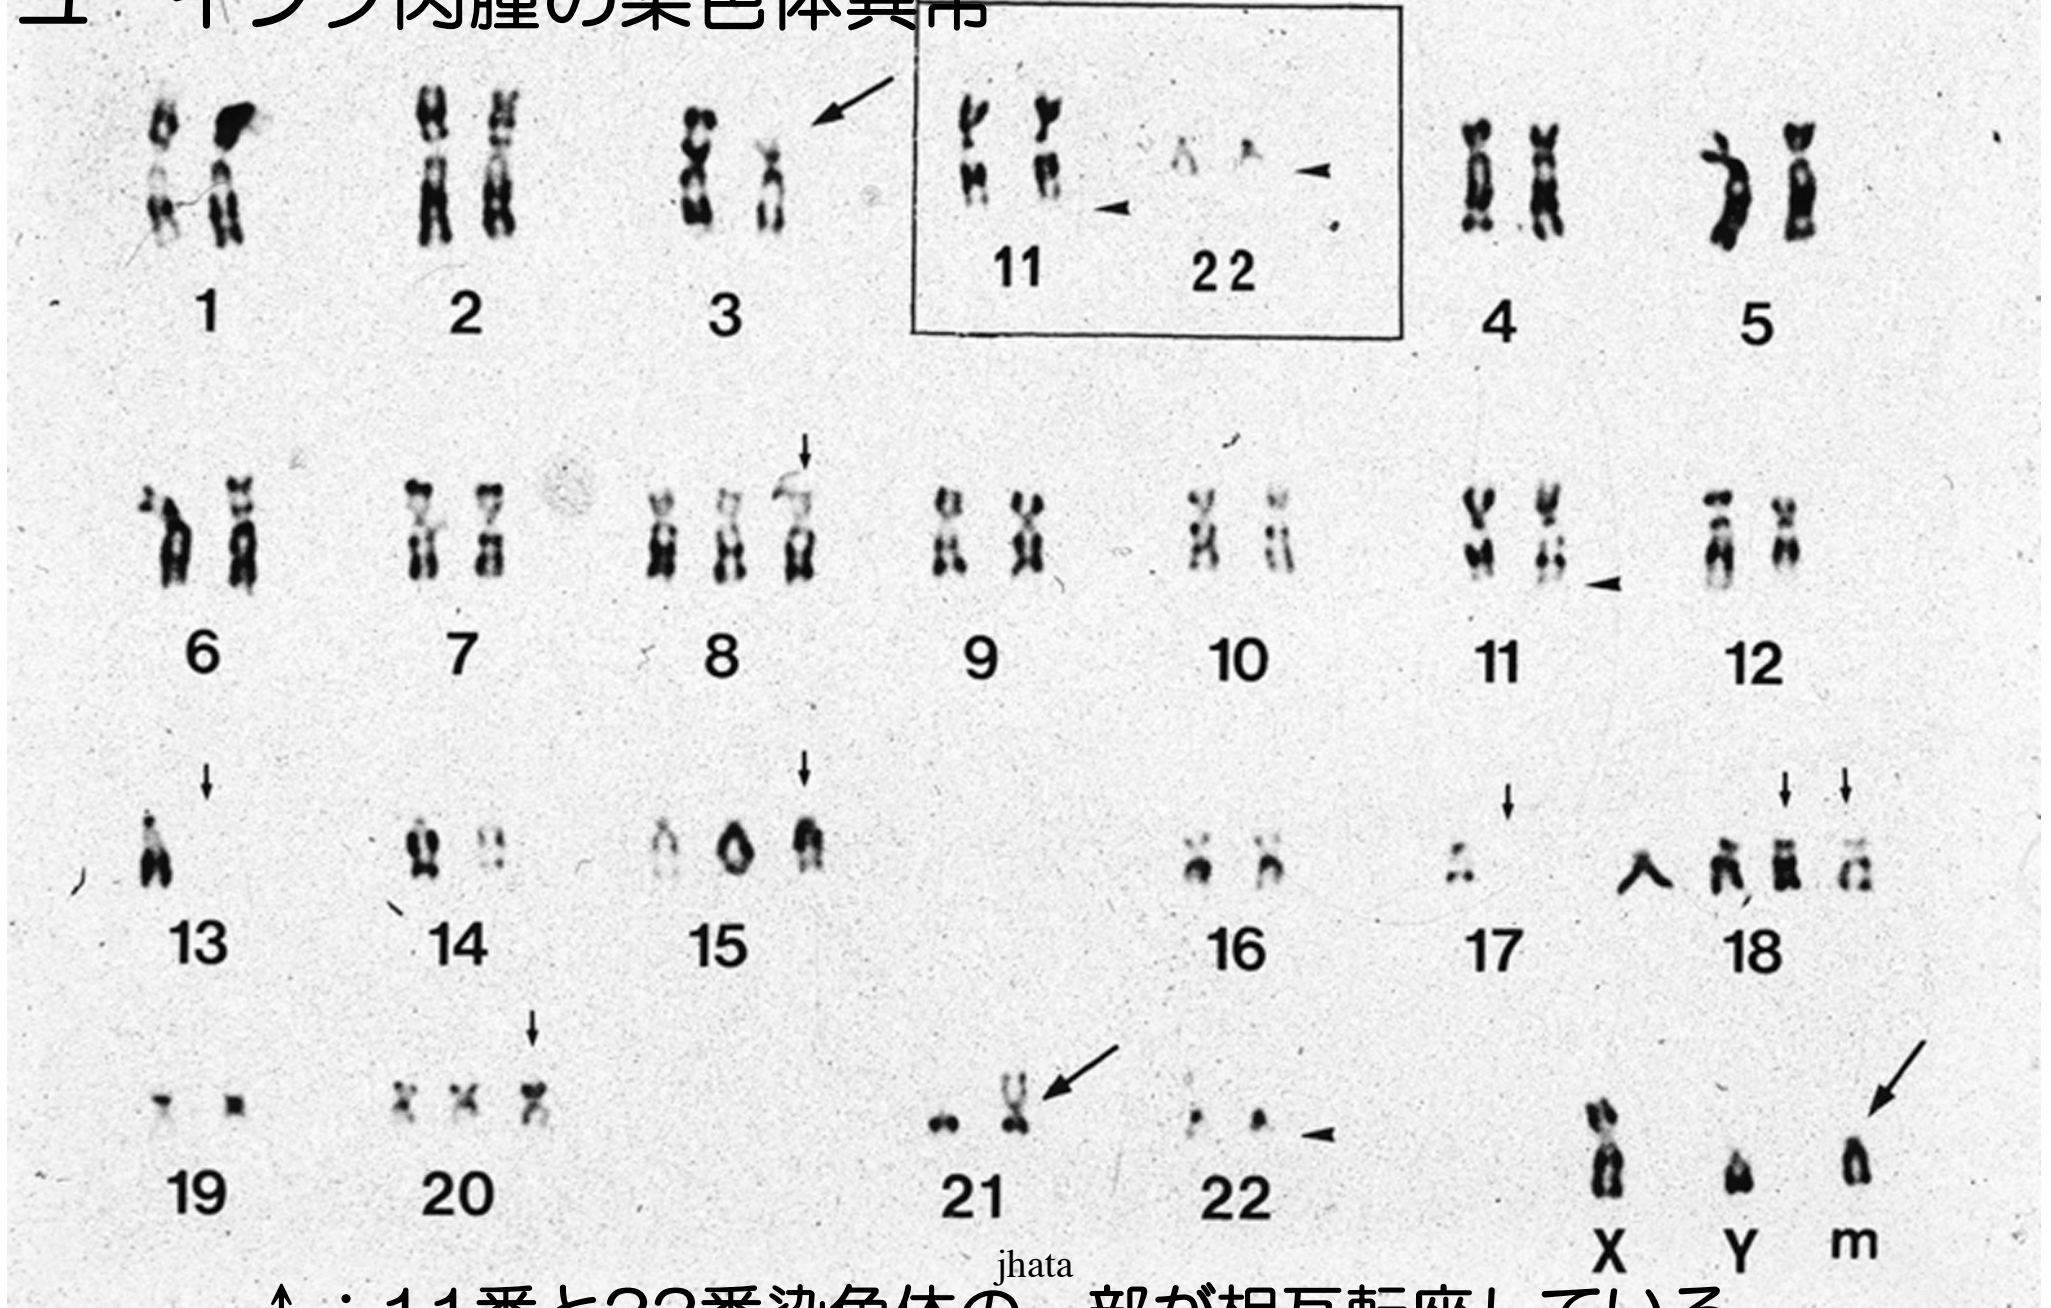 ユーイング肉腫の染色体異常
1 2 3 11 22 4 5
6 7 8 9 10 11 12
13 14 15 16 17 18
19 20 21 22 X Y m
jhata
↑：11番と22番染色体の一部が相互転座している